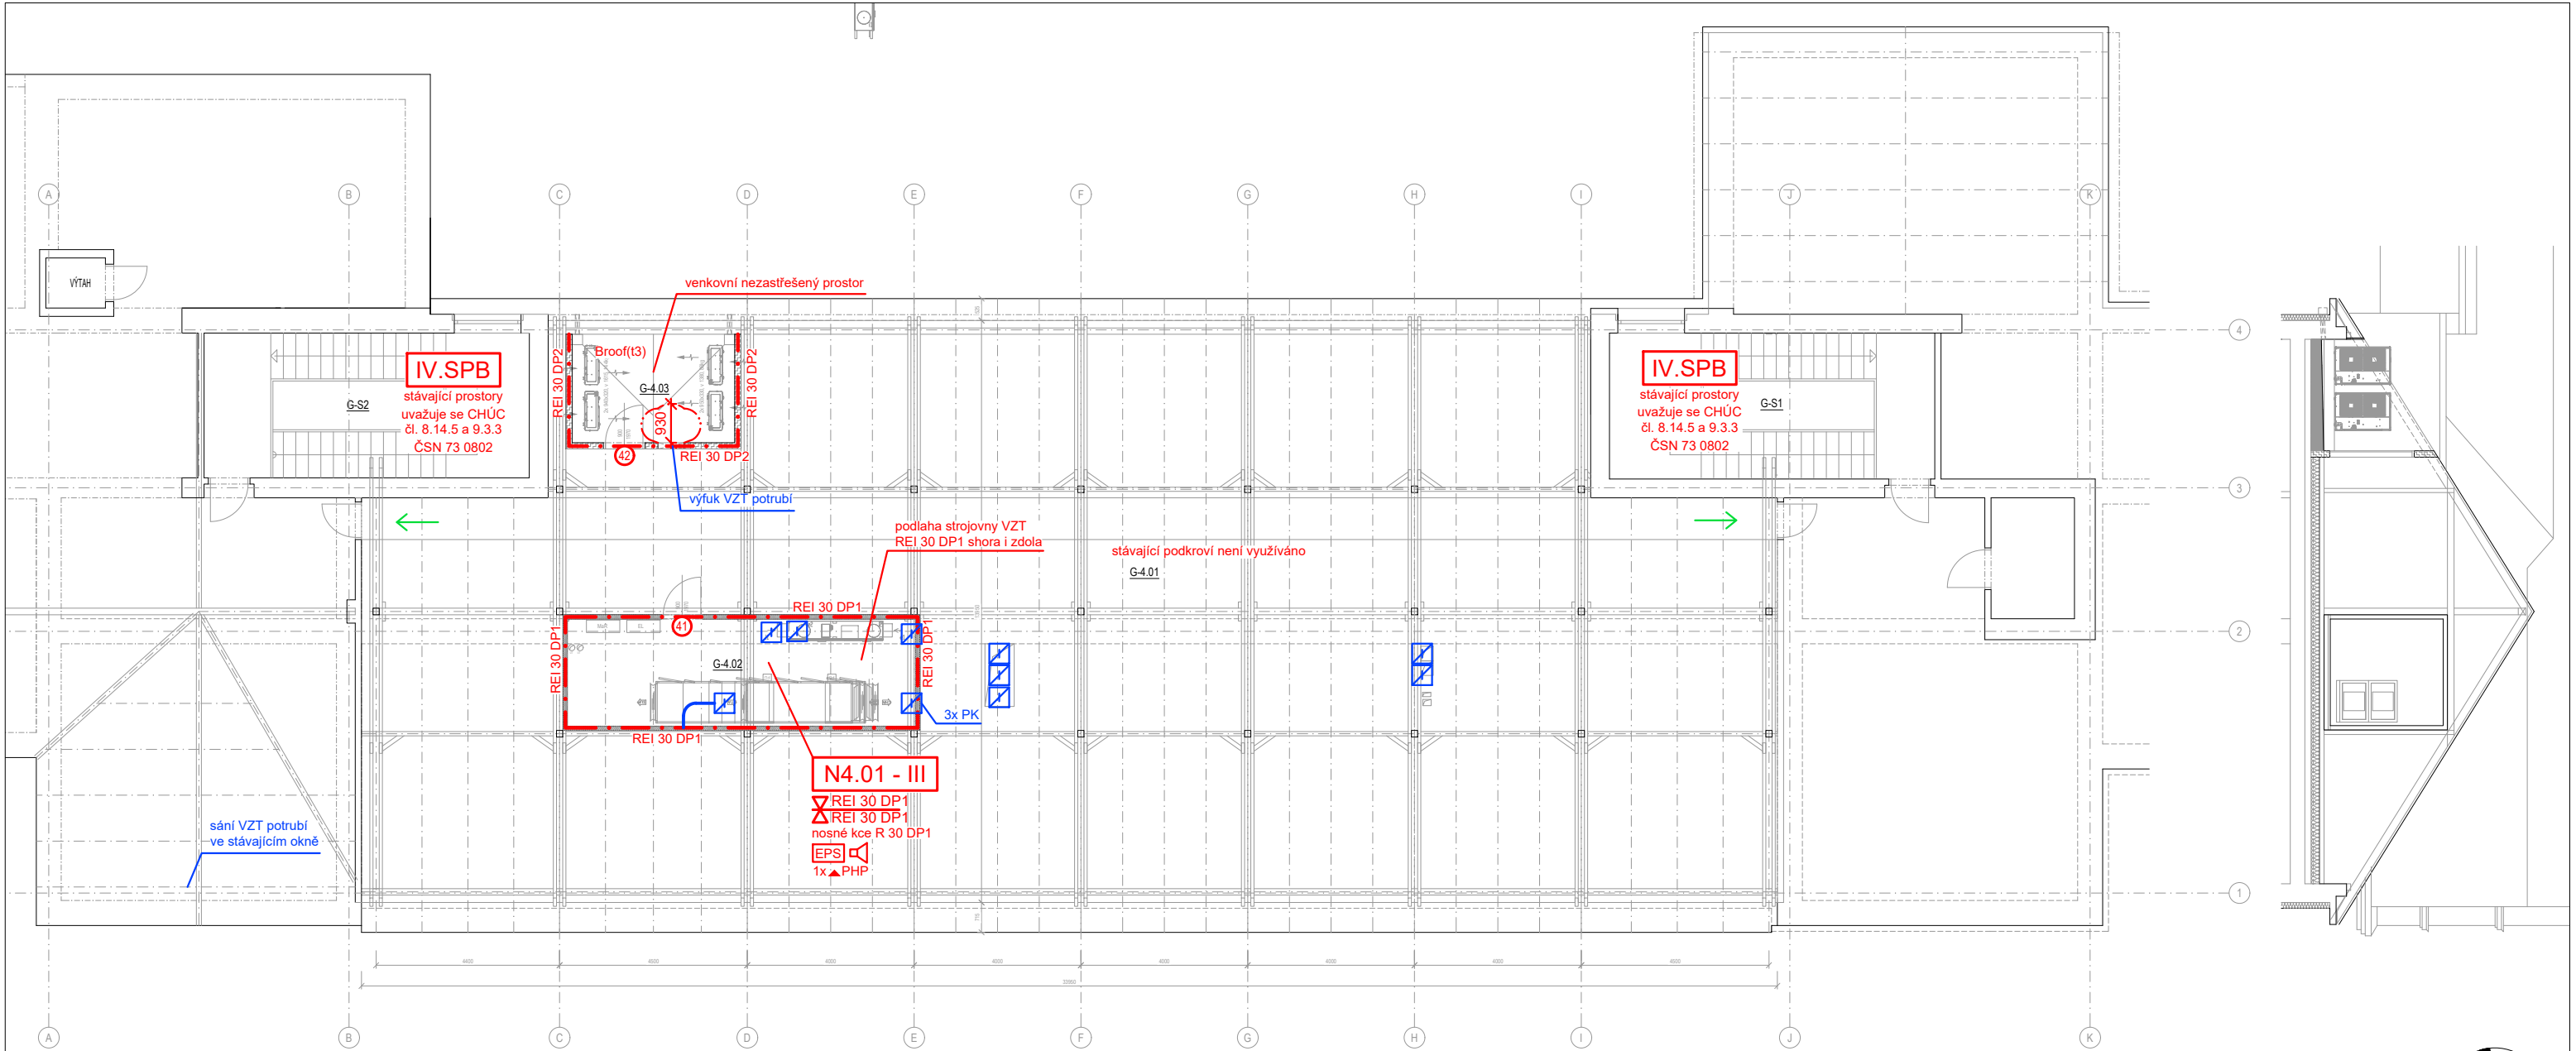 A
B
C
D
E
F
G
H
I
J
K
VÝTAH
venkovní nezastřešený prostor
4
IV.SPB
stávající prostory
uvažuje se CHÚC
čl. 8.14.5 a 9.3.3
ČSN 73 0802
G-S2
REI 30 DP2
Broof(t3)
G-4.03
930
REI 30 DP2
42
REI 30 DP2
výfuk VZT potrubí
IV.SPB
stávající prostory
uvažuje se CHÚC
čl. 8.14.5 a 9.3.3
ČSN 73 0802
G-S1
3
podlaha strojovny VZT
REI 30 DP1 shora i zdola
stávající podkroví není využíváno
G-4.01
REI 30 DP1
41
REI 30 DP1
G-4.02
REI 30 DP1
2
3x PK
REI 30 DP1
N4.01 - III
REI 30 DP1
REI 30 DP1
nosné kce R 30 DP1
EPS
1x PHP
sání VZT potrubí
ve stávajícím okně
1
A
B
C
D
E
F
G
H
I
J
K